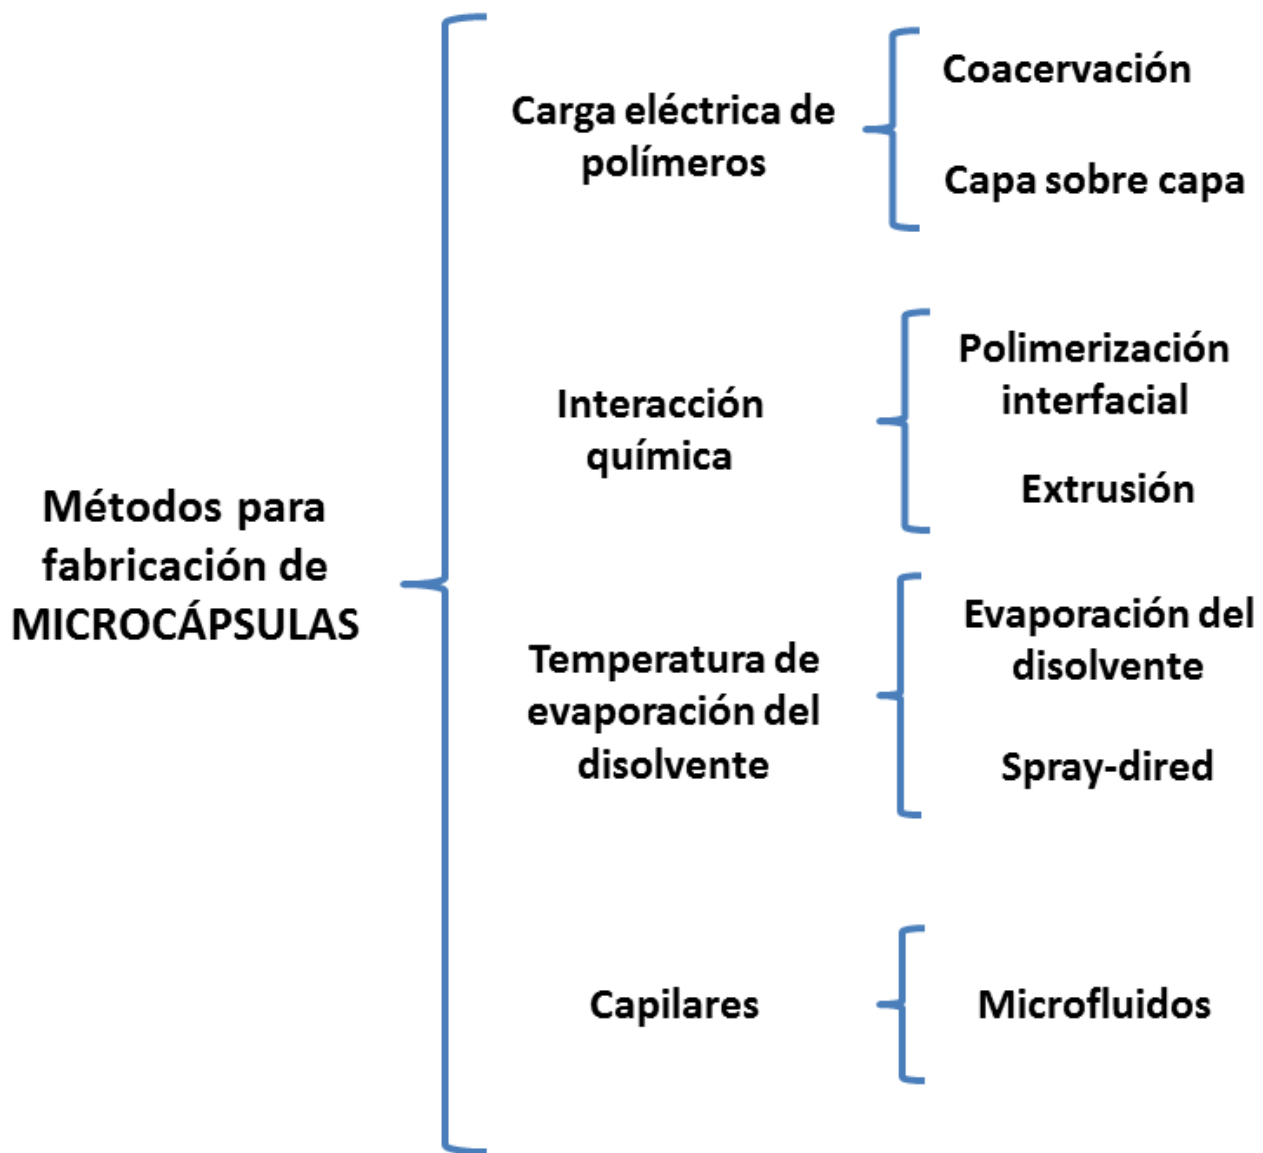 Métodos para
fabricación de
MICROCÁPSULAS
Carga eléctrica de
polímeros
Coacervación
Capa sobre capa
Interacción
química
Polimerización
interfacial
Extrusión
Temperatura de
evaporación del
disolvente
Evaporación del
disolvente
Spray-dired
Capilares
Microfluidos